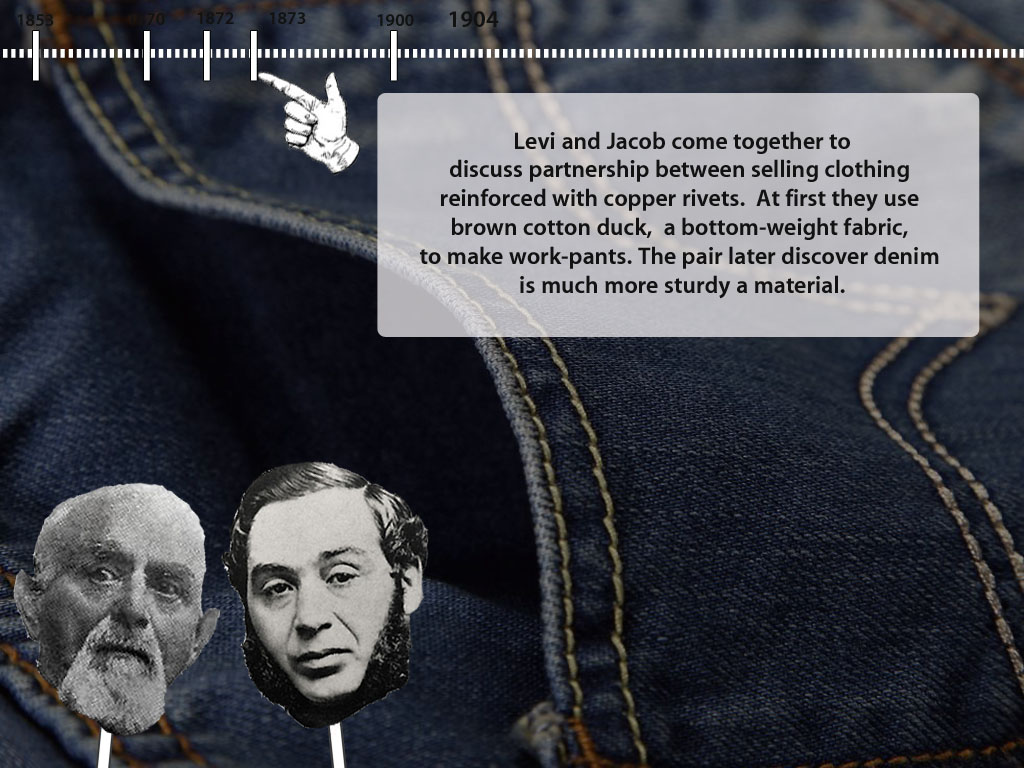 1853 1870 1872 1873 1900 1904
Levi and Jacob come together to
discuss partnership between selling clothing
reinforced with copper rivets. At first they use
brown cotton duck, a bottom-weight fabric,
to make work-pants. The pair later discover denim
is much more sturdy a material.